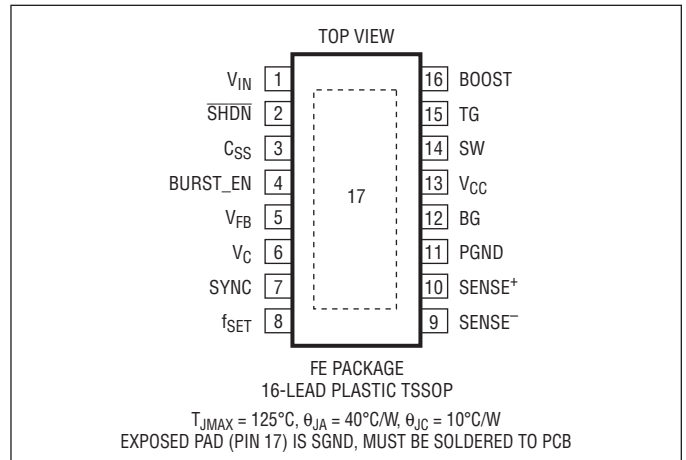 TOP VIEW
V_IN 1
S̅H̅D̅N̅ 2
C_SS 3
BURST_EN 4
V_FB 5
V_C 6
SYNC 7
f_SET 8
17
16 BOOST
15 TG
14 SW
13 V_CC
12 BG
11 PGND
10 SENSE⁺
9 SENSE⁻
FE PACKAGE
16-LEAD PLASTIC TSSOP
T_JMAX = 125°C, θ_JA = 40°C/W, θ_JC = 10°C/W
EXPOSED PAD (PIN 17) IS SGND, MUST BE SOLDERED TO PCB